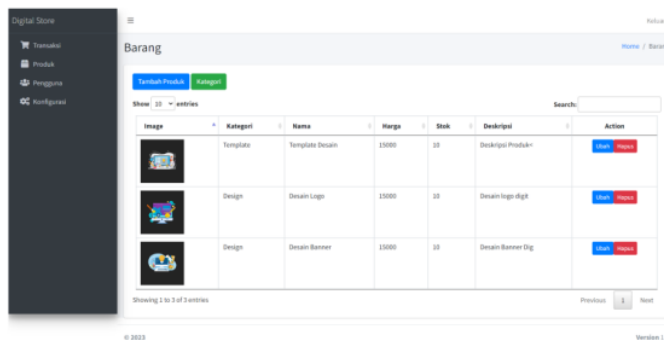 Digital Store
Keluar
Transaksi
Produk
Pengguna
Konfigurasi
Barang
Home / Baran
Tambah Produk Kategori
Show 10 entries
Search:
Image Kategori Nama Harga Stok Deskripsi Action
Template Template Desain 15000 10 Deskripsi Produk< Ubah Hapus
Design Desain Logo 15000 10 Desain logo digit Ubah Hapus
Design Desain Banner 15000 10 Desain Banner Dig Ubah Hapus
Showing 1 to 3 of 3 entries
Previous 1 Next
© 2023
Version